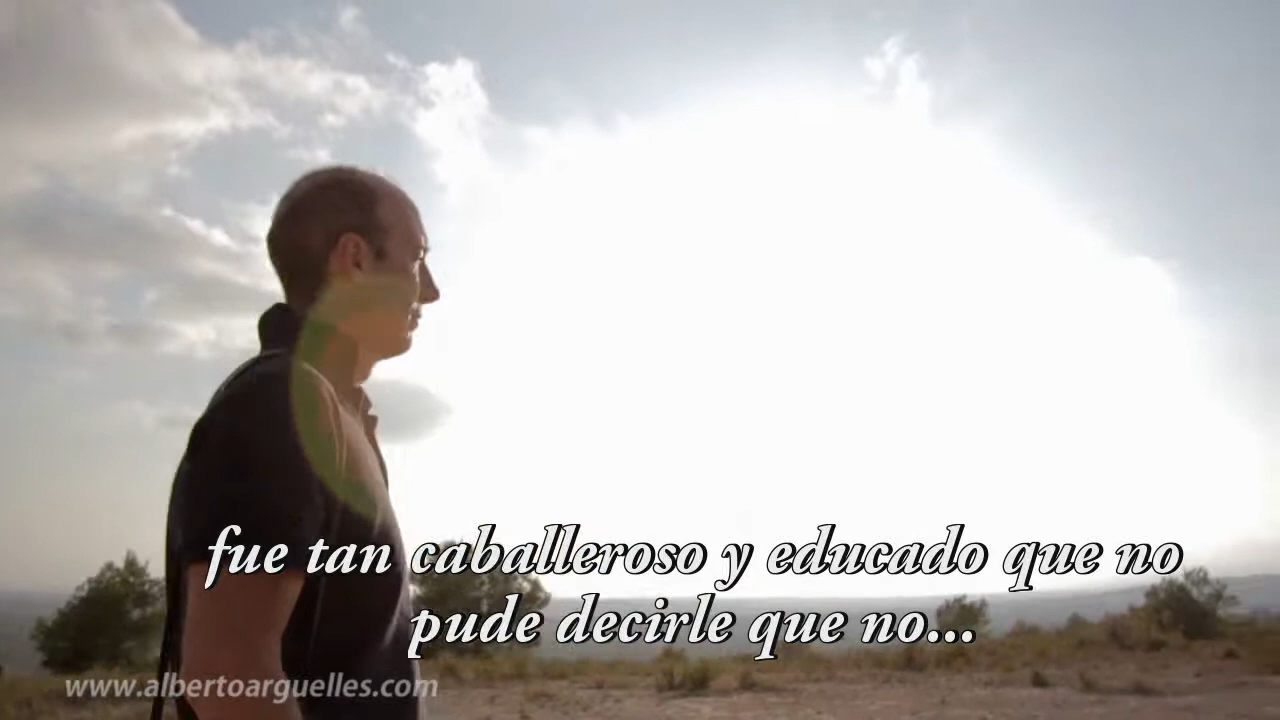 fue tan caballeroso y educado que no
pude decirle que no...
www.albertoarguelles.com